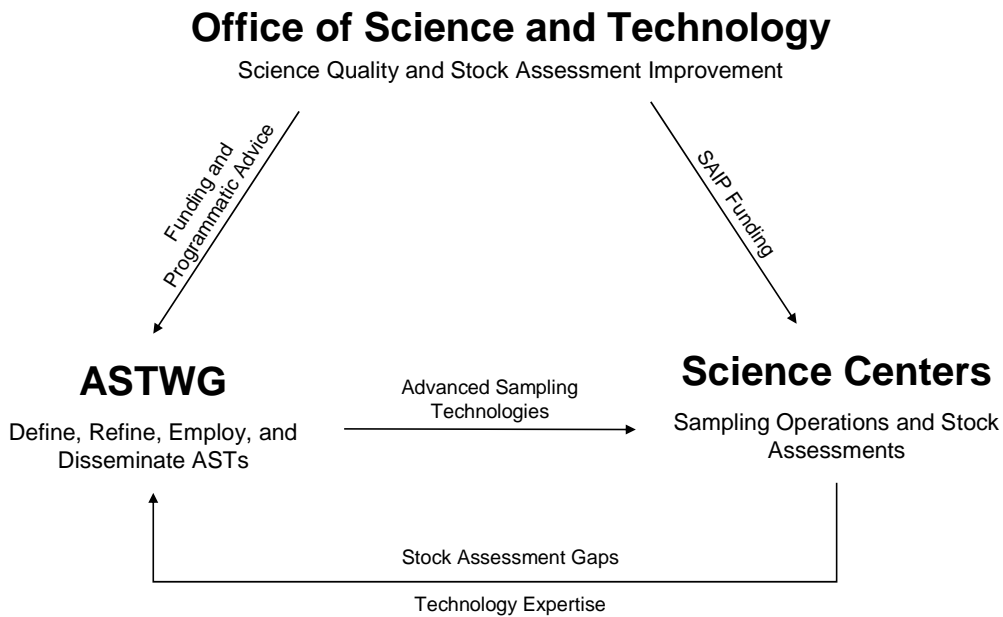 Office of Science and Technology
Science Quality and Stock Assessment Improvement
Funding and
Programmatic Advice
SAIP Funding
ASTWG
Define, Refine, Employ, and
Disseminate ASTs
Advanced Sampling
Technologies
Science Centers
Sampling Operations and Stock
Assessments
Stock Assessment Gaps
Technology Expertise